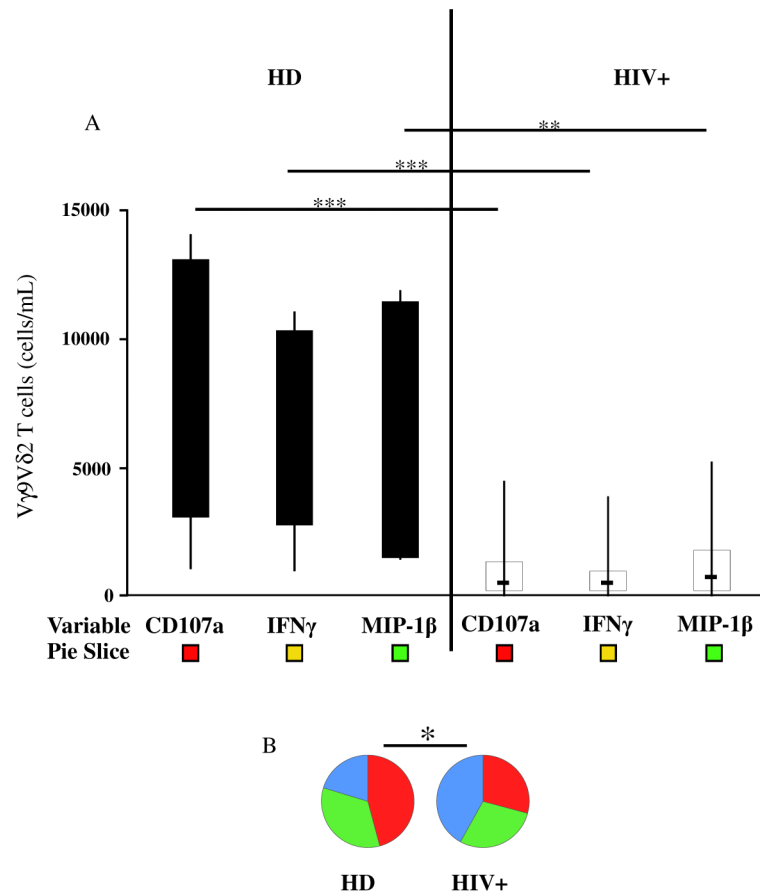 HD HIV+
A
**
***
***
15000
10000
5000
0
Vγ9Vδ2 T cells (cells/mL)
Variable CD107a IFNγ MIP-1β CD107a IFNγ MIP-1β
Pie Slice
B
*
HD HIV+